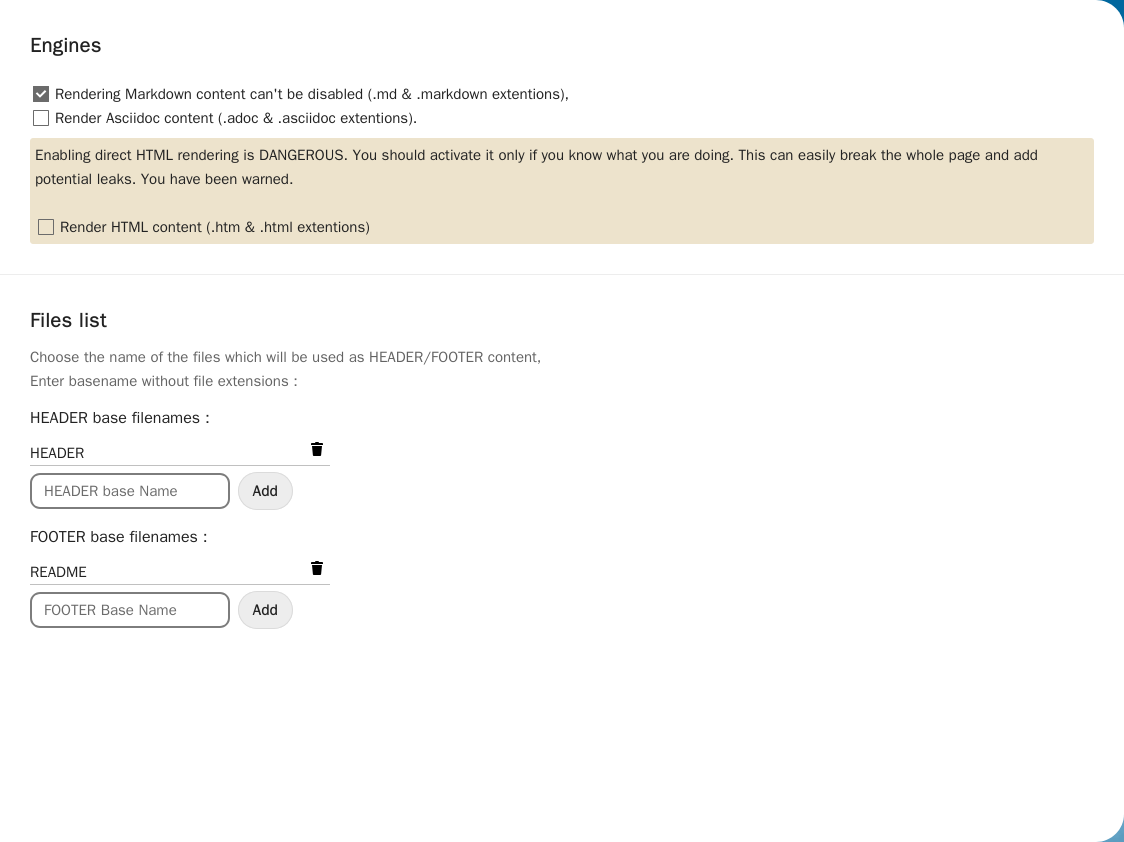 Engines
Rendering Markdown content can't be disabled (.md & .markdown extentions),
Render Asciidoc content (.adoc & .asciidoc extentions).
Enabling direct HTML rendering is DANGEROUS. You should activate it only if you know what you are doing. This can easily break the whole page and add
potential leaks. You have been warned.
Render HTML content (.htm & .html extentions)
Files list
Choose the name of the files which will be used as HEADER/FOOTER content,
Enter basename without file extensions :
HEADER base filenames :
HEADER
HEADER base Name Add
FOOTER base filenames :
README
FOOTER Base Name Add